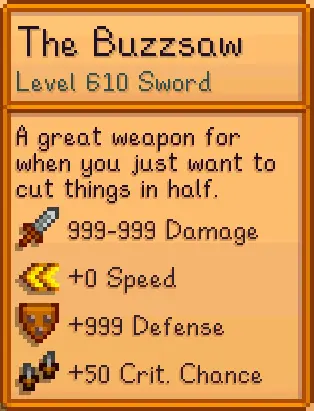 The Buzzsaw
Level 610 Sword
A great weapon for
when you just want to
cut things in half.
999-999 Damage
+0 Speed
+999 Defense
+50 Crit. Chance